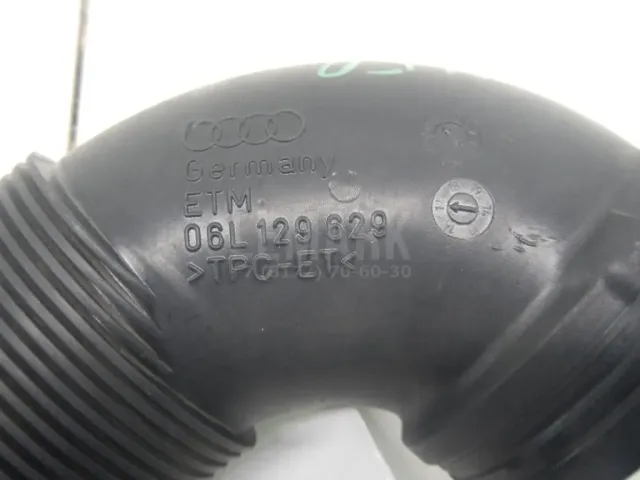 Germany
ETM
06L 129 629
>TPC-ET<